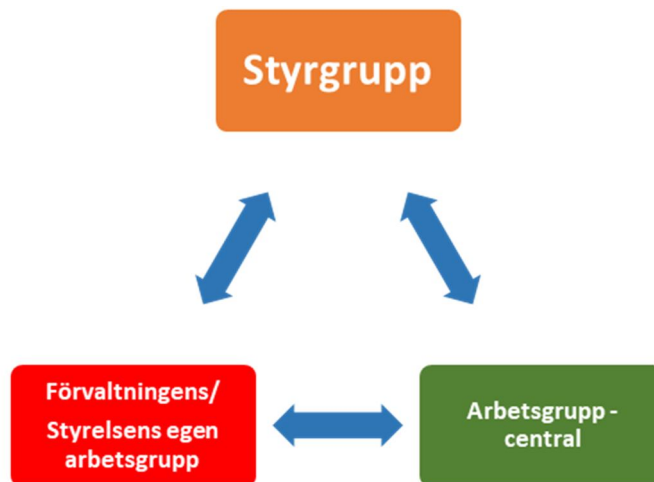 Styrgrupp
Förvaltningens/
Styrelsens egen
arbetsgrupp
Arbetsgrupp -
central